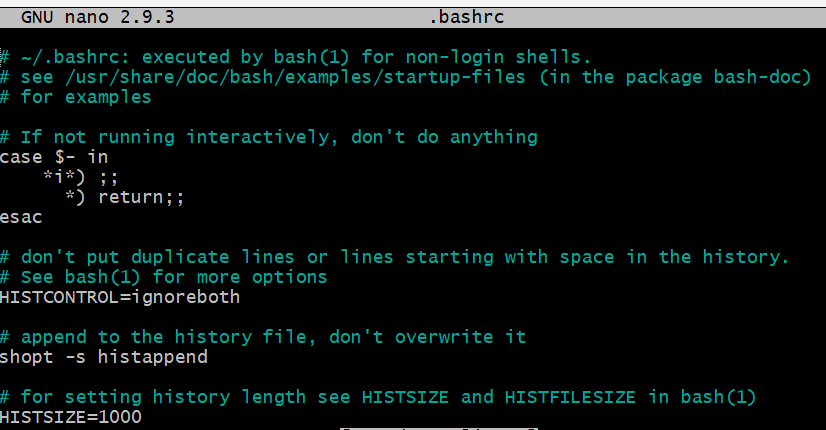 GNU nano 2.9.3 .bashrc
# ~/.bashrc: executed by bash(1) for non-login shells.
# see /usr/share/doc/bash/examples/startup-files (in the package bash-doc)
# for examples
# If not running interactively, don't do anything
case $- in
    *i*) ;;
      *) return;;
esac
# don't put duplicate lines or lines starting with space in the history.
# See bash(1) for more options
HISTCONTROL=ignoreboth
# append to the history file, don't overwrite it
shopt -s histappend
# for setting history length see HISTSIZE and HISTFILESIZE in bash(1)
HISTSIZE=1000